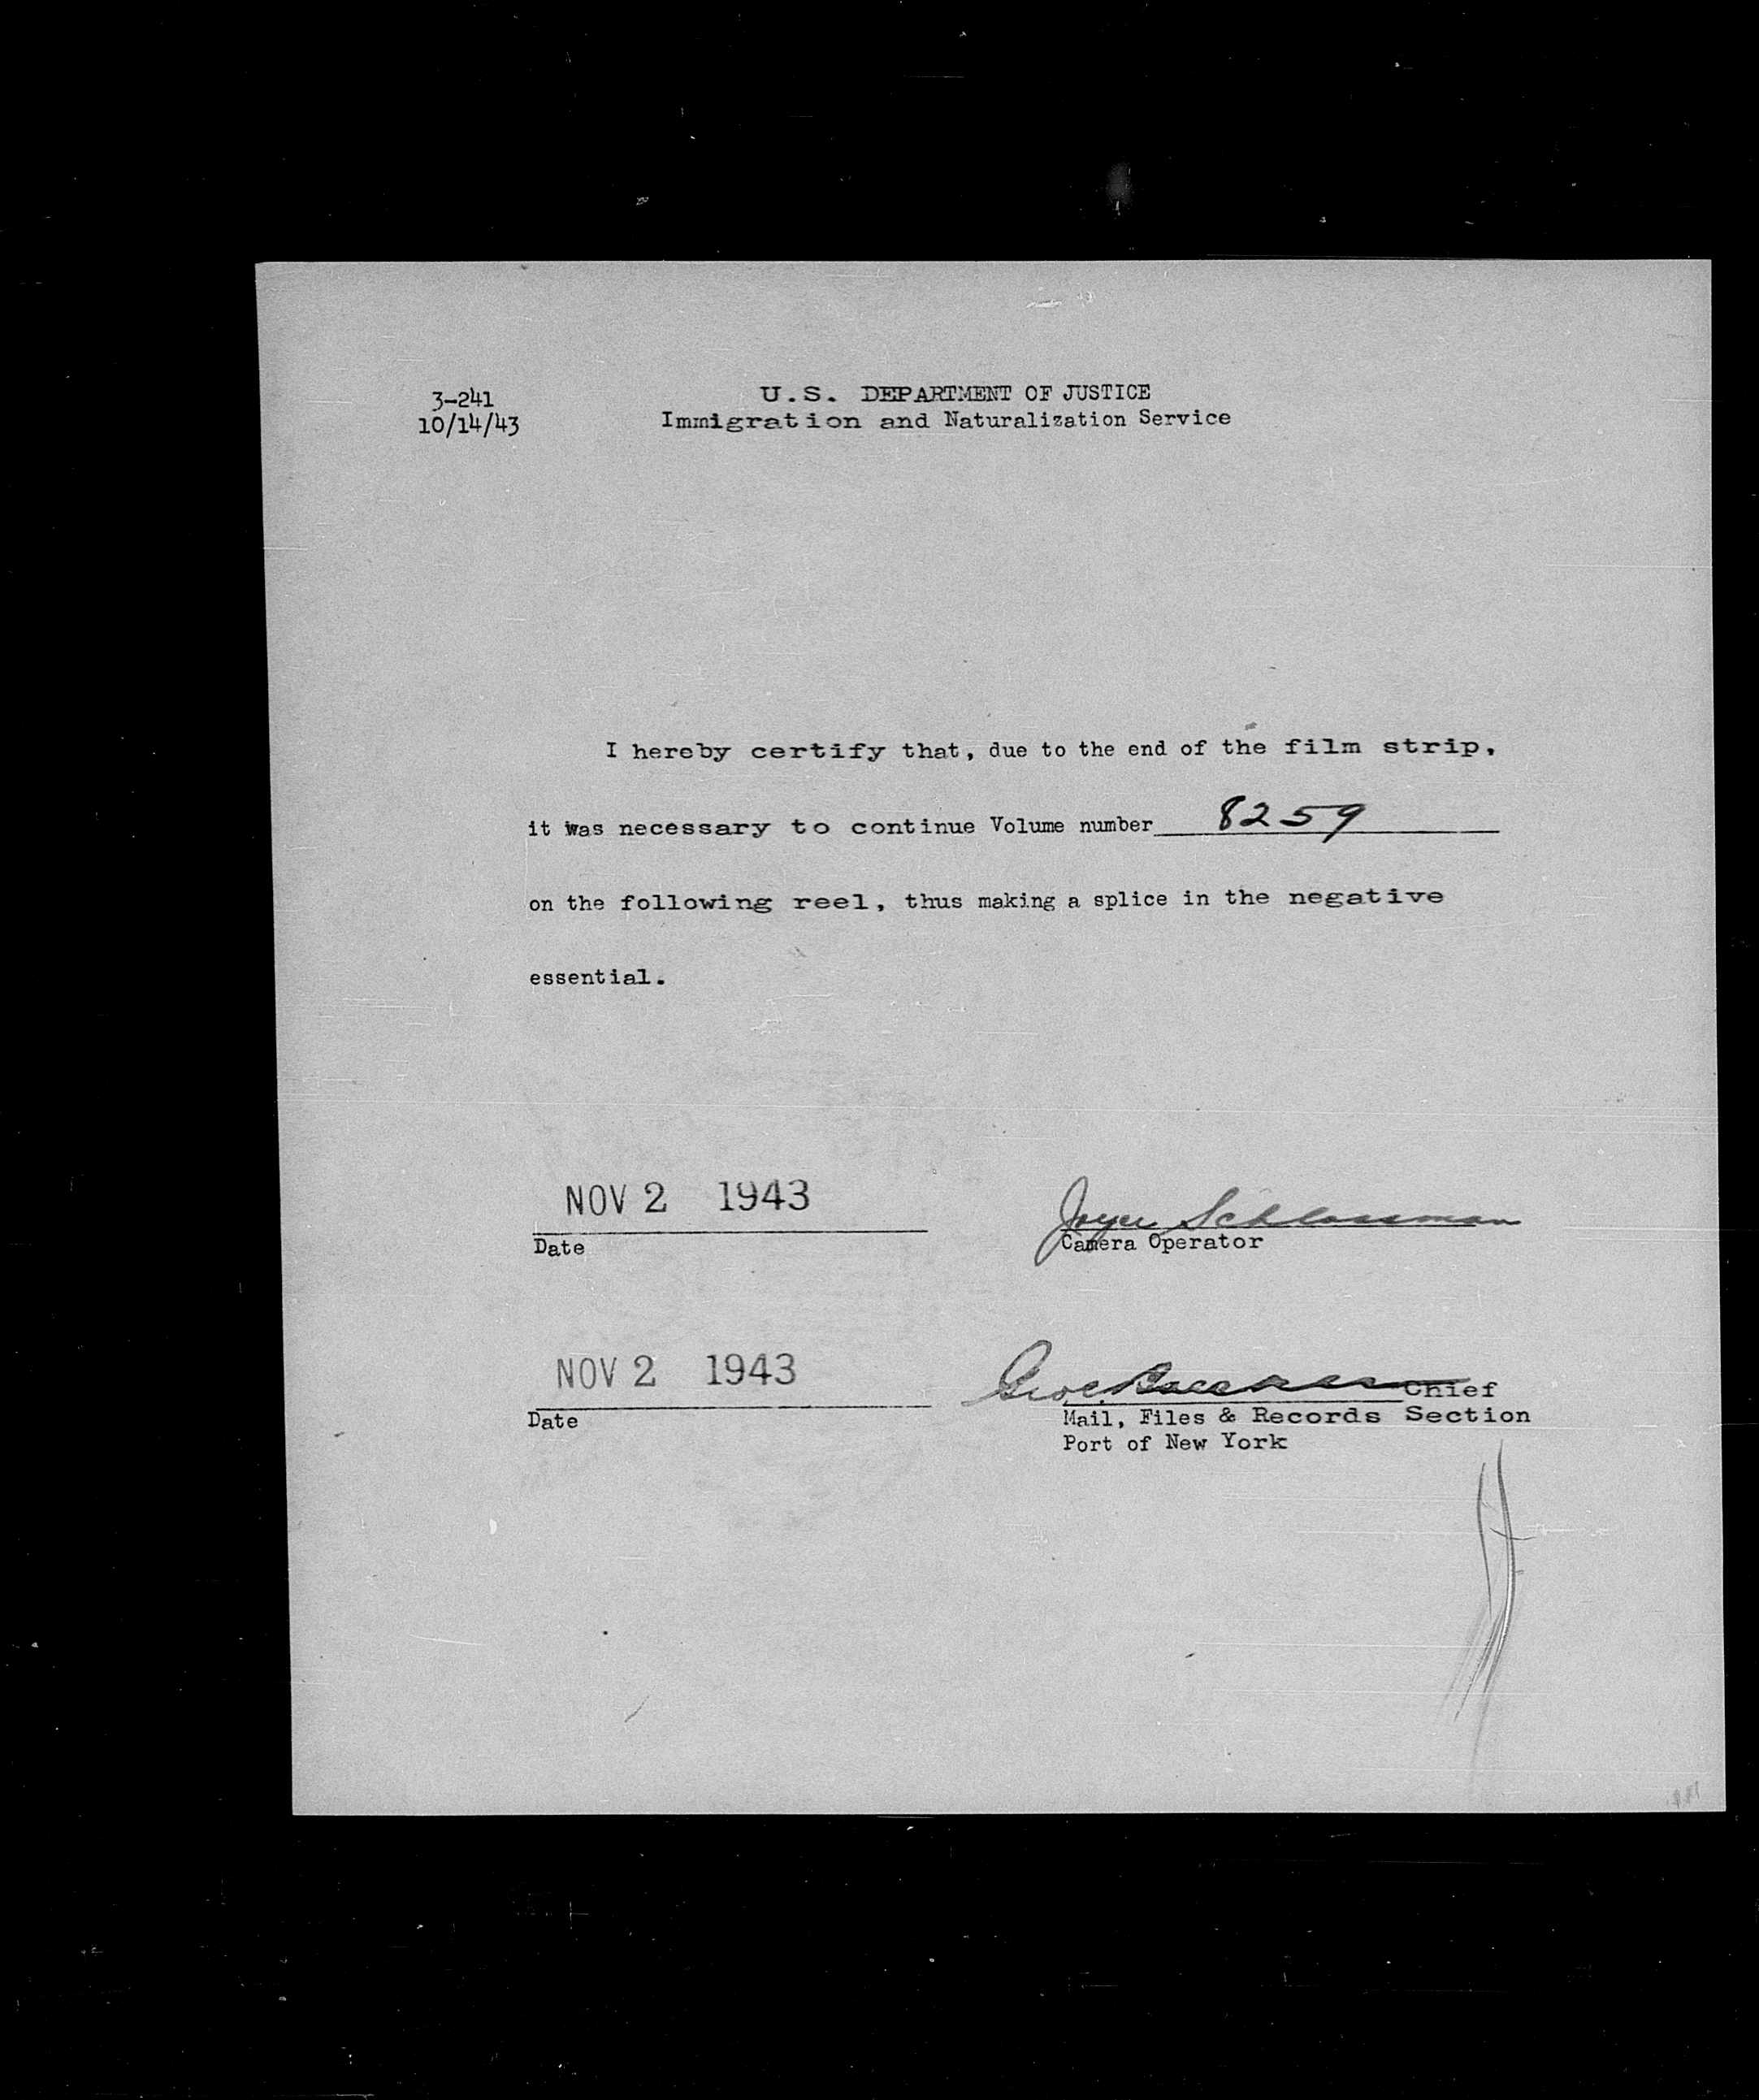 3-241
10/14/43
U.S. DEPARTMENT OF JUSTICE
Immigration and Naturalization Service
I hereby certify that, due to the end of the film strip,
it was necessary to continue Volume number 8259
on the following reel, thus making a splice in the negative
essential.
NOV 2 1943
Date
Joyce Schlossman
Camera Operator
NOV 2 1943
Date
Chief
Mail, Files & Records Section
Port of New York